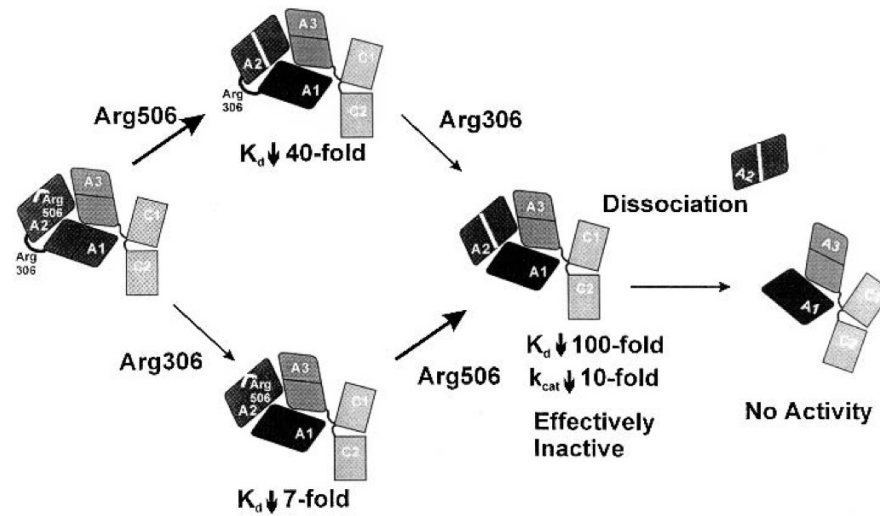 A3
A2
C1
Arg
306
A1
C2
Arg506
Kd ↓ 40-fold
Arg306
A3
Arg
506
A2
C1
A1
Arg
306
C2
A2
Dissociation
A3
C1
A2
A1
C2
A3
A1
C2
Arg306
A3
Arg
506
A2
C1
A1
C2
Arg506
Kd ↓ 100-fold
kcat ↓ 10-fold
Effectively
Inactive
No Activity
Kd ↓ 7-fold